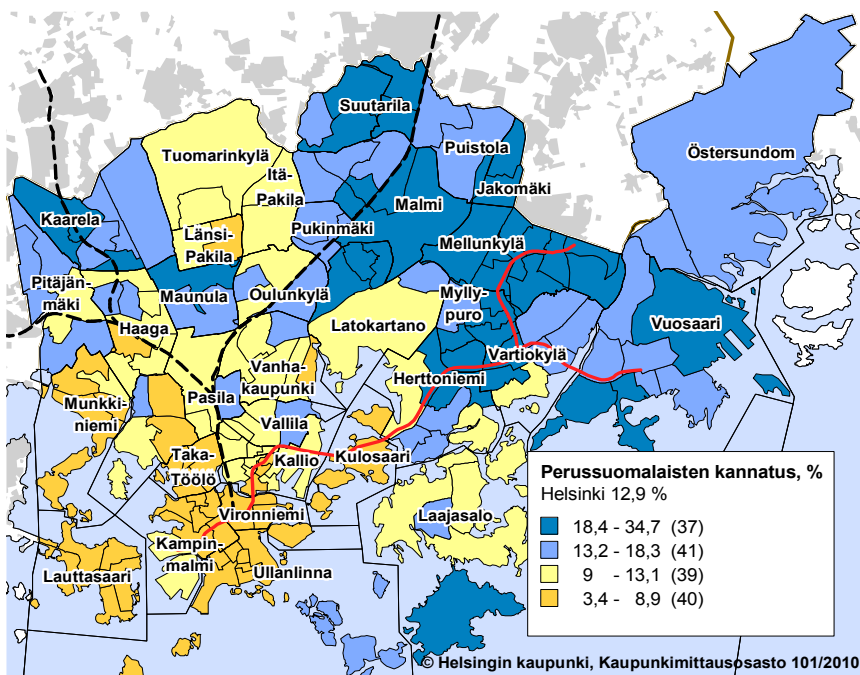 Suutarila
Puistola
Östersundom
Tuomarinkylä
Itä-
Pakila
Jakomäki
Kaarela
Malmi
Länsi-
Pakila
Pukinmäki
Mellunkylä
Pitäjän-
mäki
Maunula
Oulunkylä
Mylly-
puro
Vuosaari
Haaga
Latokartano
Vartiokylä
Vanha-
kaupunki
Herttoniemi
Munkki-
niemi
Pasila
Vallila
Taka-
Töölö
Kallio
Kulosaari
Vironniemi
Laajasalo
Kampin-
malmi
Lauttasaari
Ullanlinna
Perussuomalaisten kannatus, %
Helsinki 12,9 %
18,4 - 34,7 (37)
13,2 - 18,3 (41)
9 - 13,1 (39)
3,4 - 8,9 (40)
© Helsingin kaupunki, Kaupunkimittausosasto 101/2010